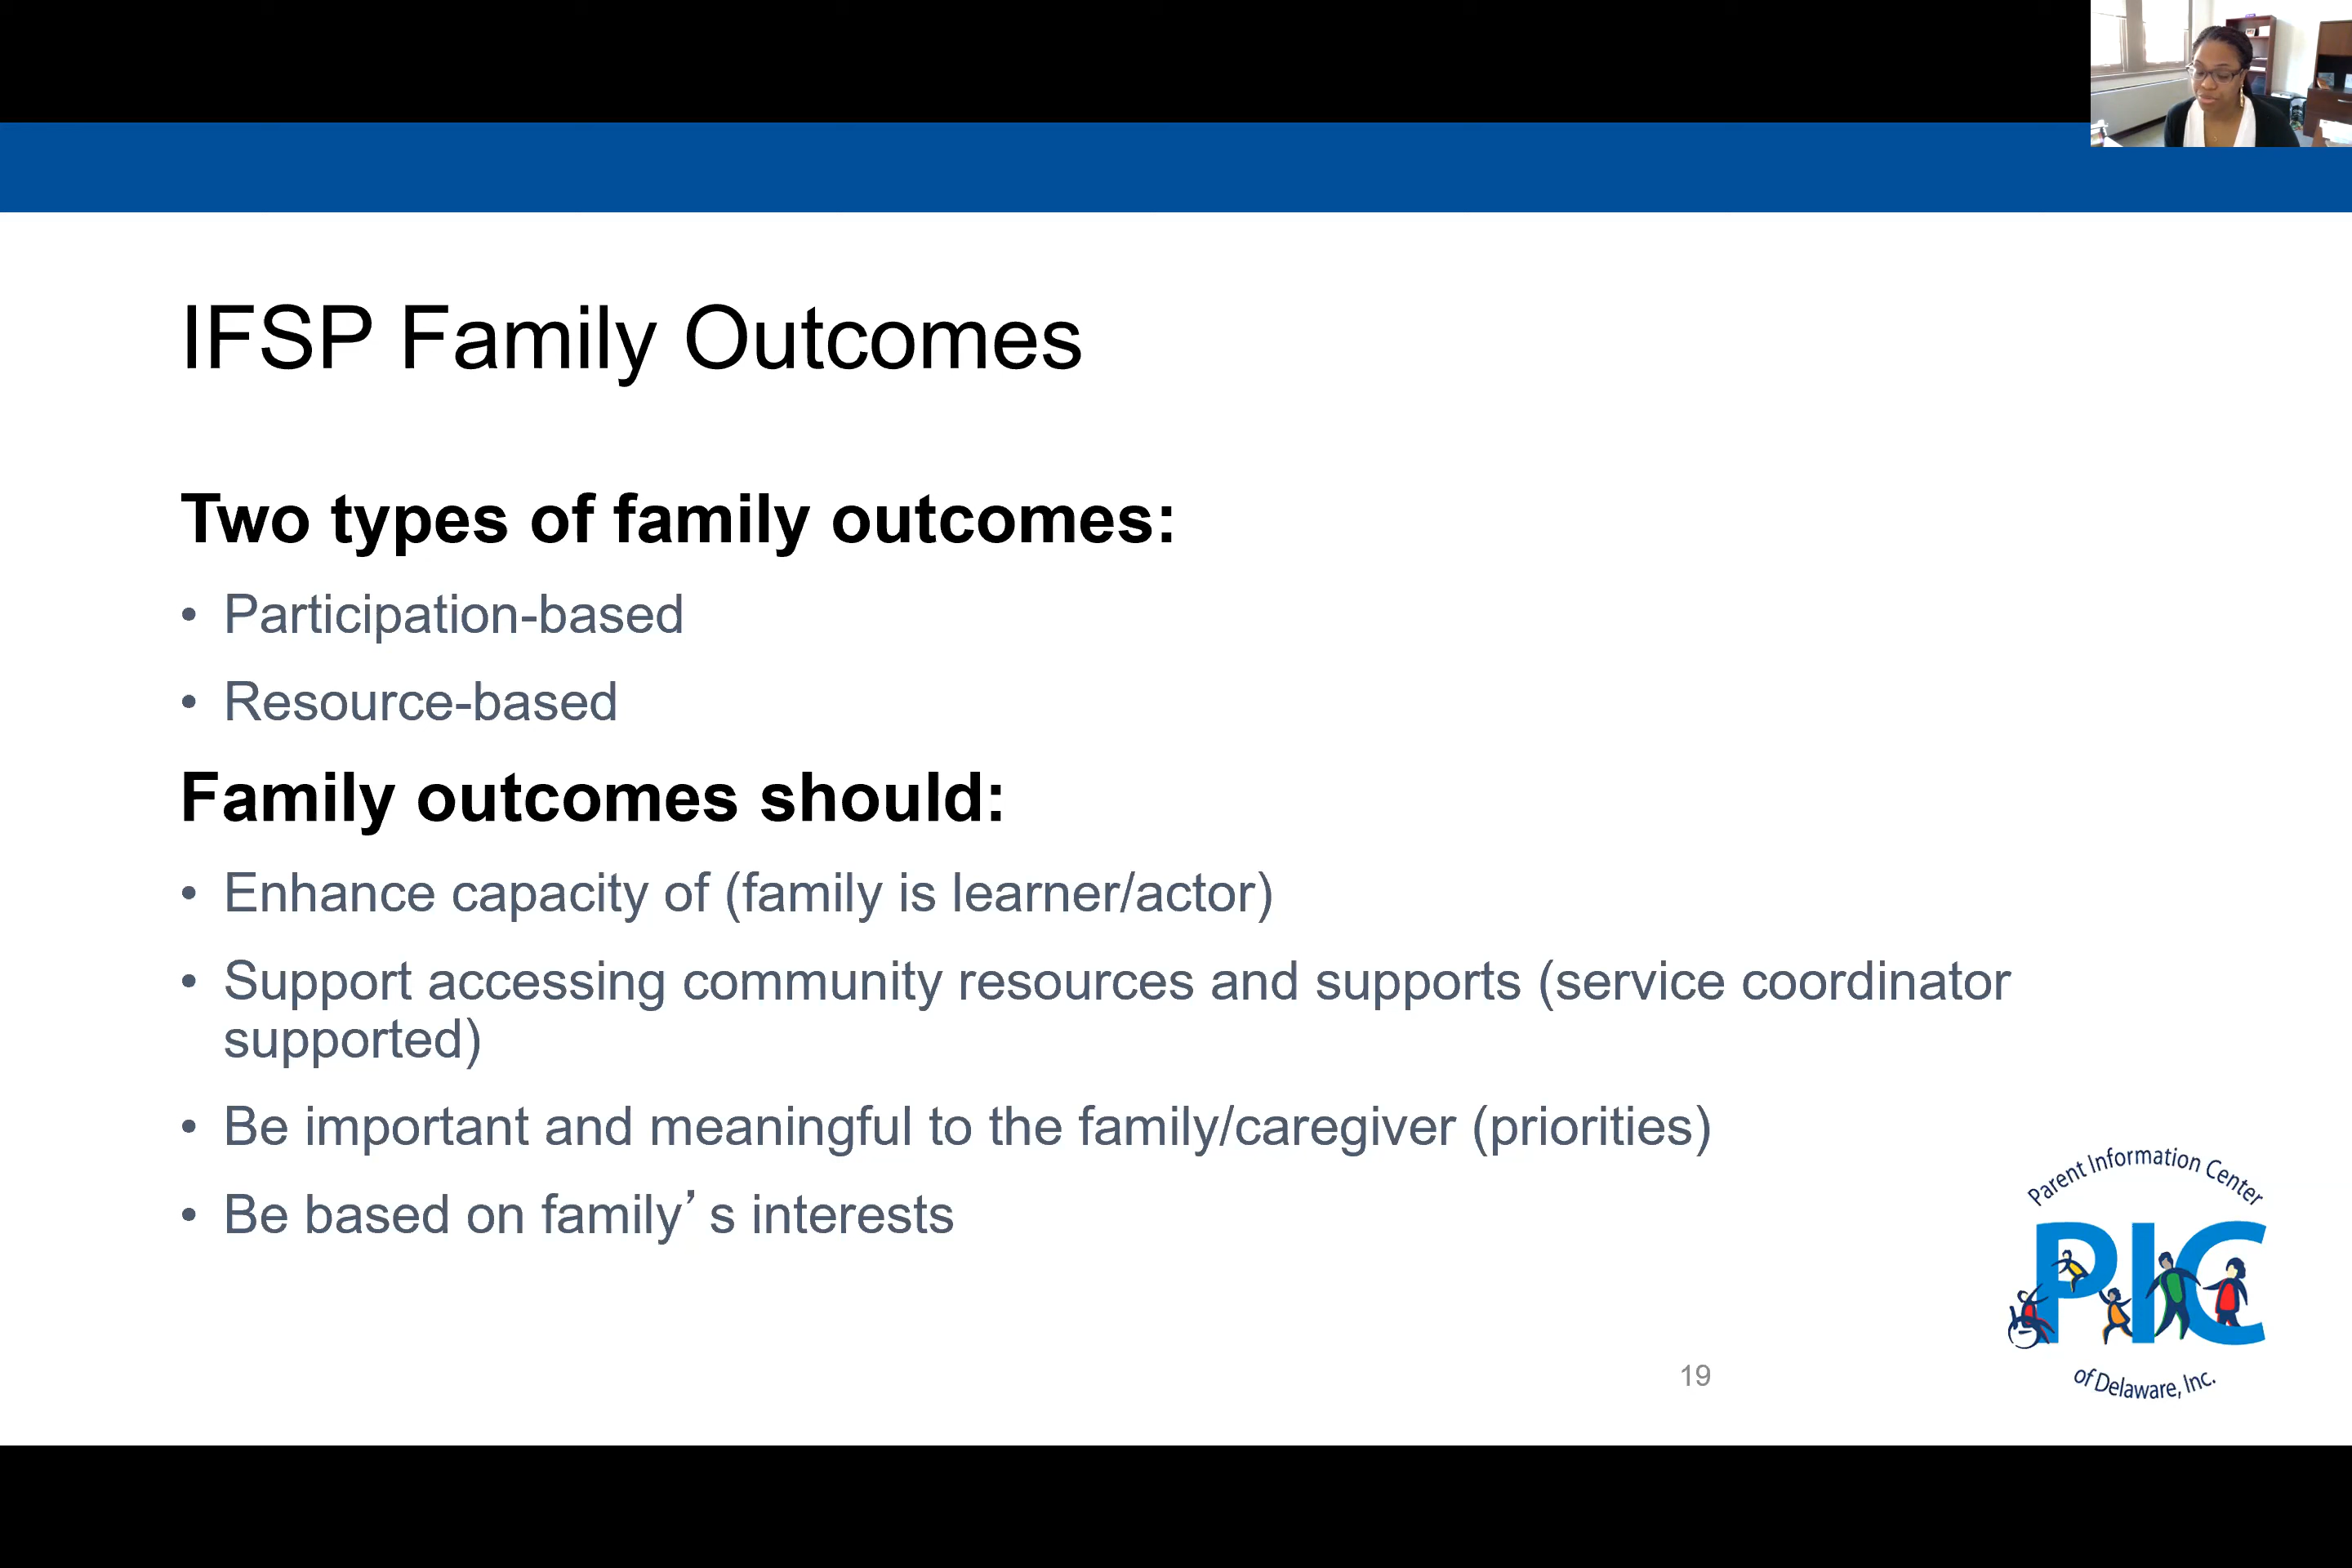 IFSP Family Outcomes
Two types of family outcomes:
• Participation-based
• Resource-based
Family outcomes should:
• Enhance capacity of (family is learner/actor)
• Support accessing community resources and supports (service coordinator
supported)
• Be important and meaningful to the family/caregiver (priorities)
• Be based on family’ s interests
Parent Information Center
PIC
of Delaware, Inc.
19